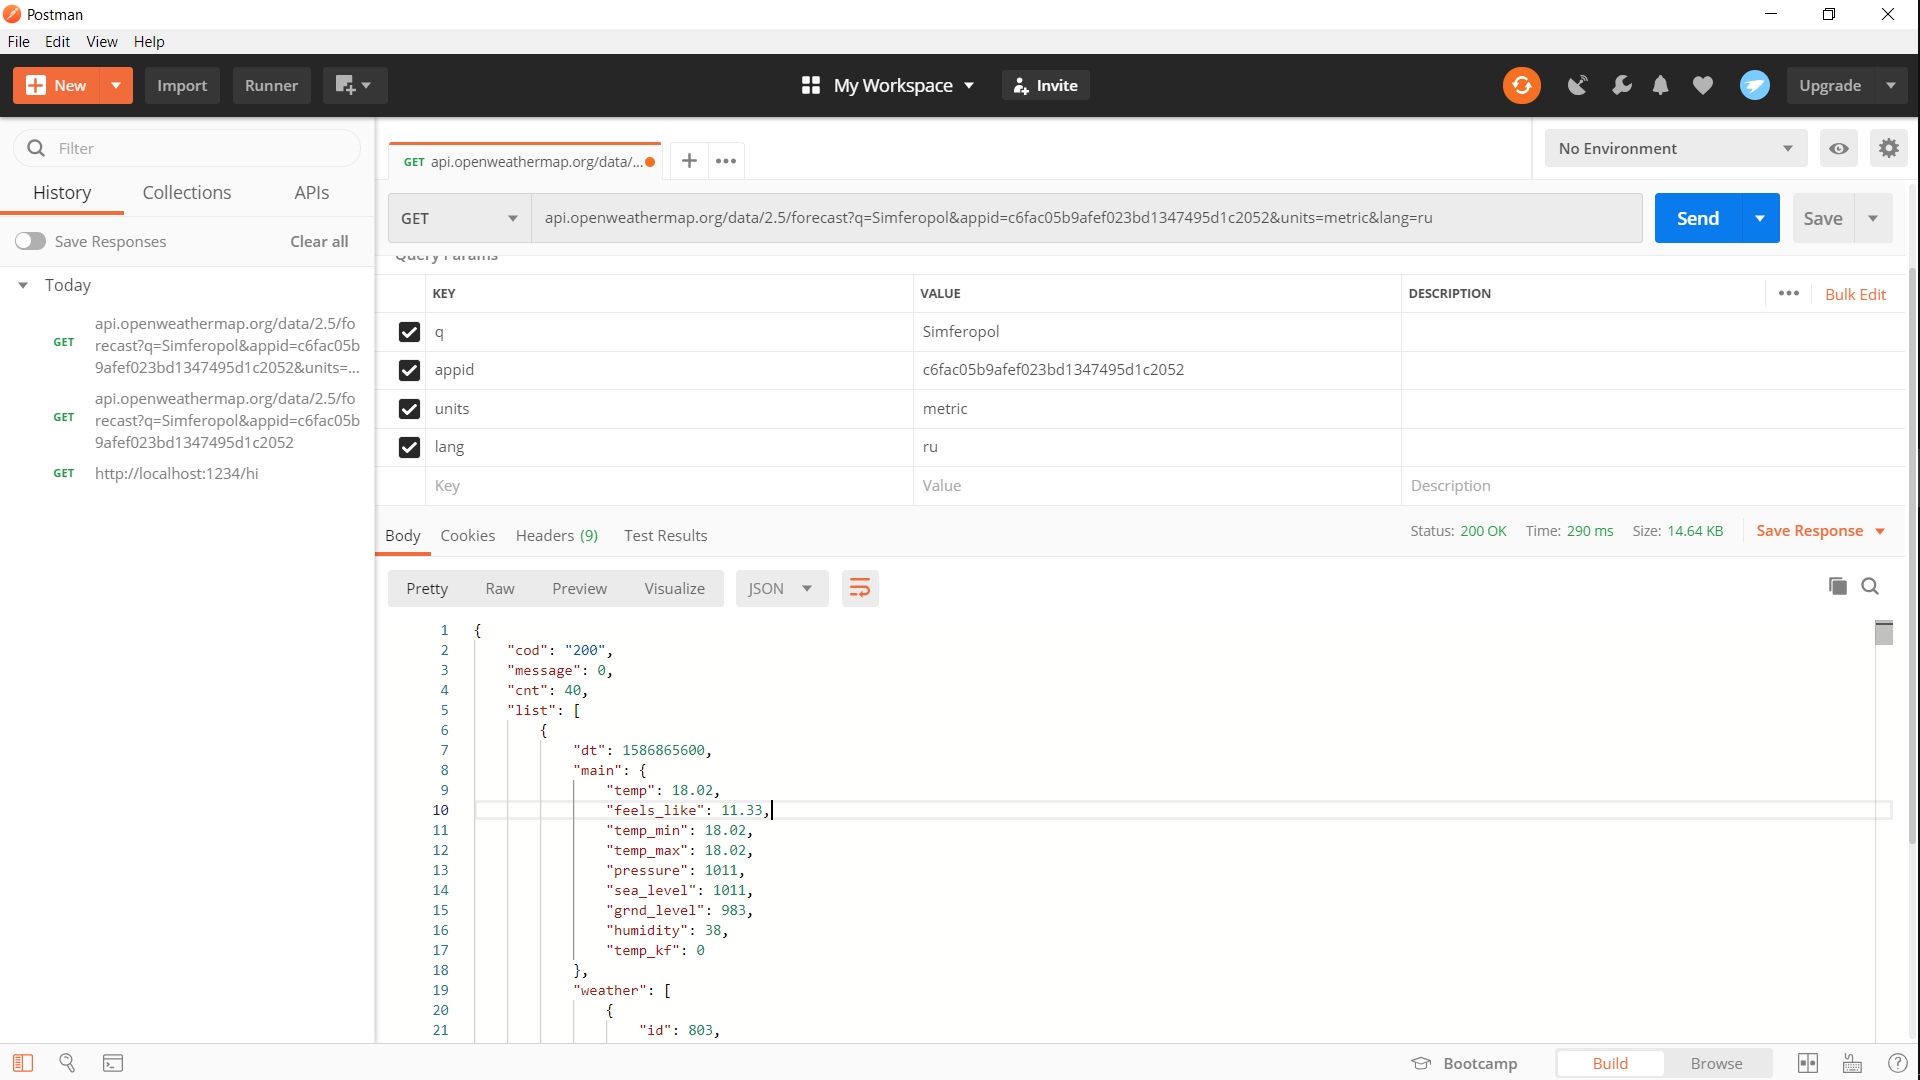 Postman
File Edit View Help
New Import Runner My Workspace Invite Upgrade
Filter
History Collections APIs
Save Responses Clear all
Today
GET api.openweathermap.org/data/2.5/fo
recast?q=Simferopol&appid=c6fac05b
9afef023bd1347495d1c2052&units=...
GET api.openweathermap.org/data/2.5/fo
recast?q=Simferopol&appid=c6fac05b
9afef023bd1347495d1c2052
GET http://localhost:1234/hi
GET api.openweathermap.org/data/...
No Environment
GET api.openweathermap.org/data/2.5/forecast?q=Simferopol&appid=c6fac05b9afef023bd1347495d1c2052&units=metric&lang=ru Send Save
Query Params
KEY VALUE DESCRIPTION ••• Bulk Edit
q Simferopol
appid c6fac05b9afef023bd1347495d1c2052
units metric
lang ru
Key Value Description
Body Cookies Headers (9) Test Results Status: 200 OK Time: 290 ms Size: 14.64 KB Save Response
Pretty Raw Preview Visualize JSON
1 {
2 "cod": "200",
3 "message": 0,
4 "cnt": 40,
5 "list": [
6 {
7 "dt": 1586865600,
8 "main": {
9 "temp": 18.02,
10 "feels_like": 11.33,
11 "temp_min": 18.02,
12 "temp_max": 18.02,
13 "pressure": 1011,
14 "sea_level": 1011,
15 "grnd_level": 983,
16 "humidity": 38,
17 "temp_kf": 0
18 },
19 "weather": [
20 {
21 "id": 803,
Bootcamp Build Browse